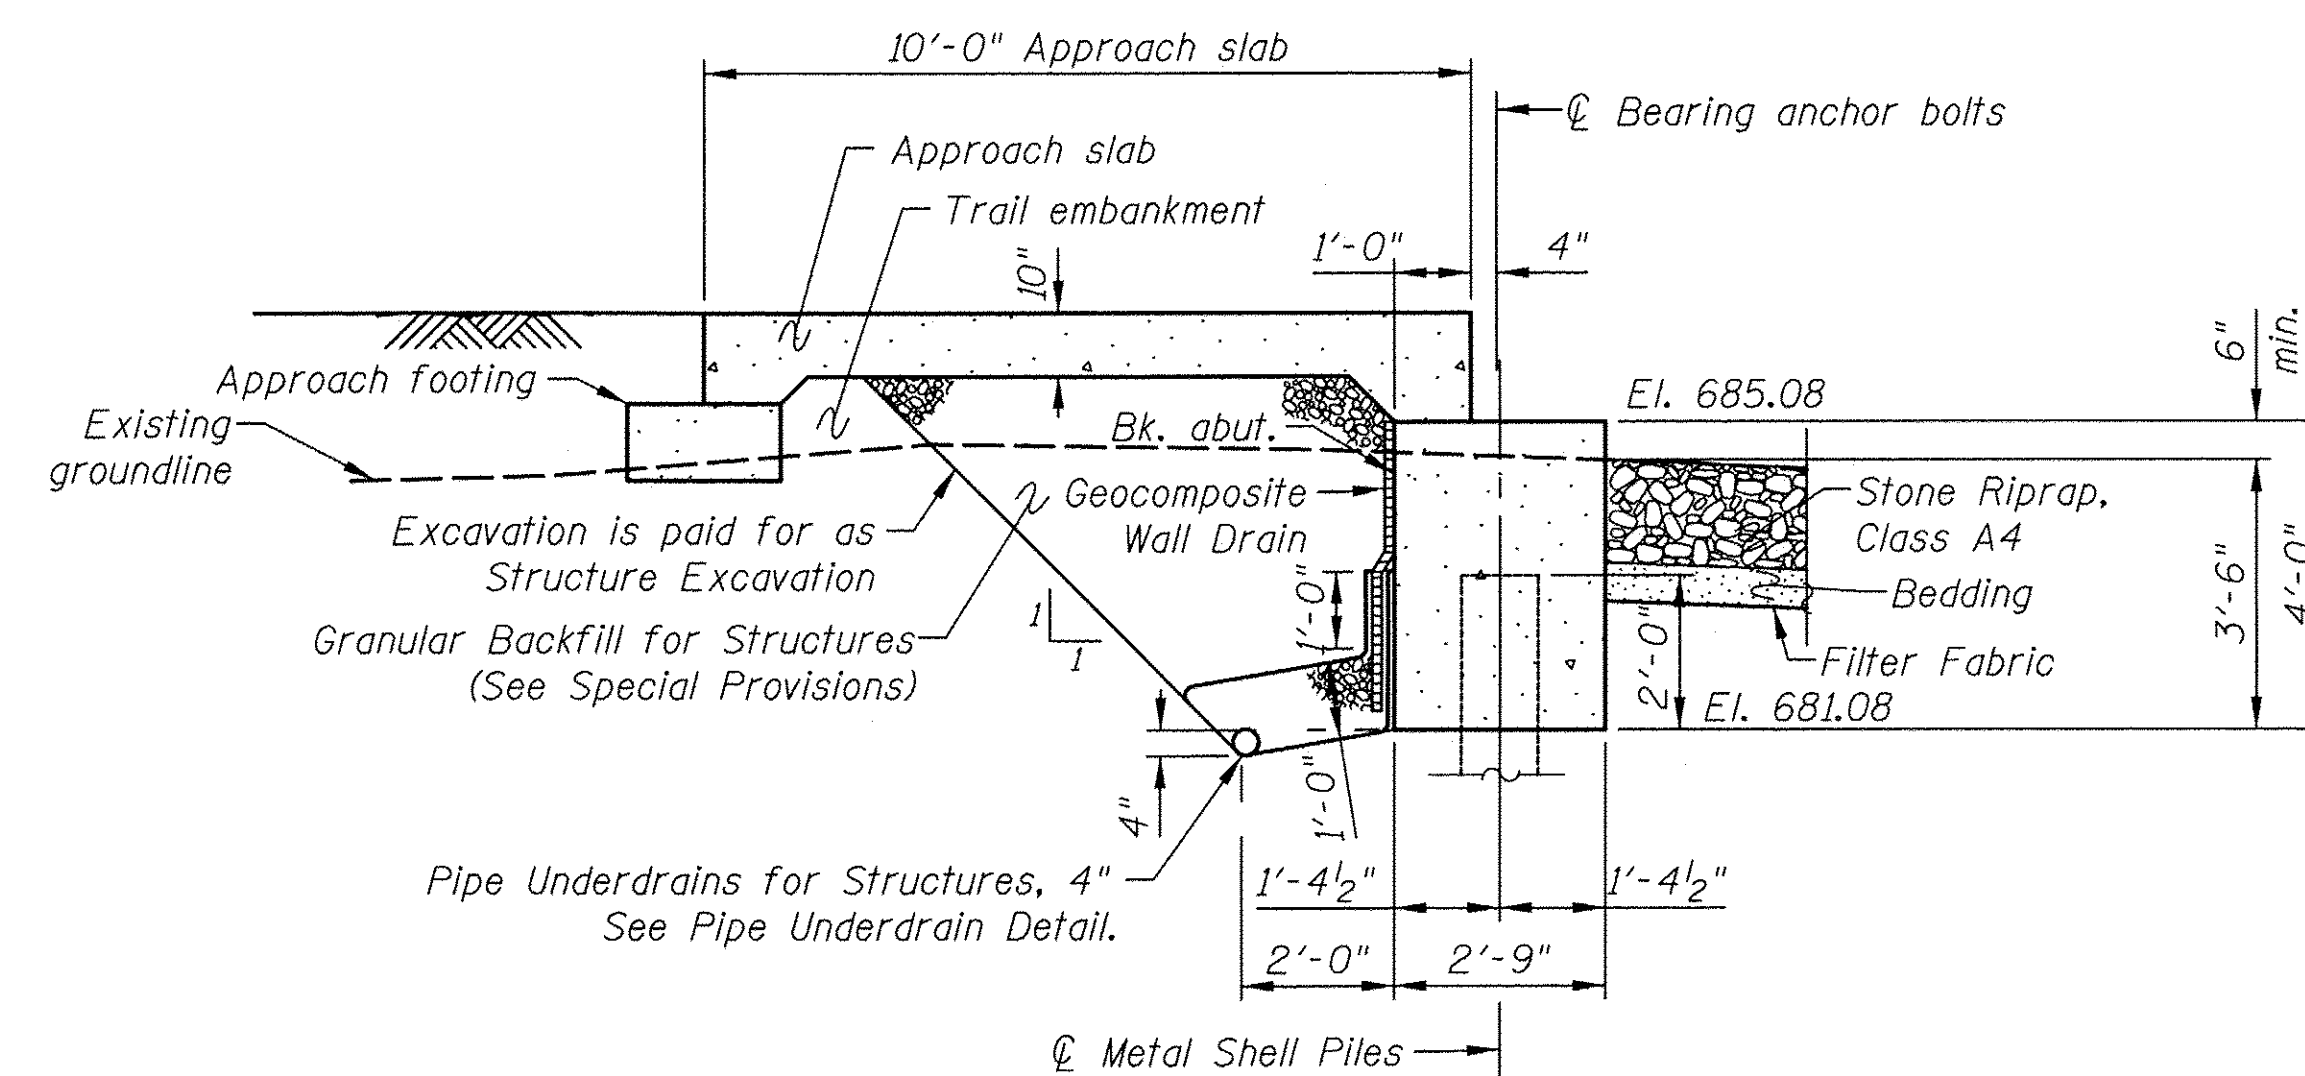 10'-0" Approach slab
℄ Bearing anchor bolts
Approach slab
Trail embankment
1'-0"
4"
10"
6"
min.
Approach footing
El. 685.08
Existing
groundline
Bk. abut.
Geocomposite
Wall Drain
Stone Riprap,
Class A4
Excavation is paid for as
Structure Excavation
Bedding
1'-0"
3'-6"
4'-0"
1
1
Granular Backfill for Structures
(See Special Provisions)
2'-0"
Filter Fabric
El. 681.08
4"
1'-0"
Pipe Underdrains for Structures, 4"
See Pipe Underdrain Detail.
1'-4½"
1'-4½"
2'-0"
2'-9"
℄ Metal Shell Piles